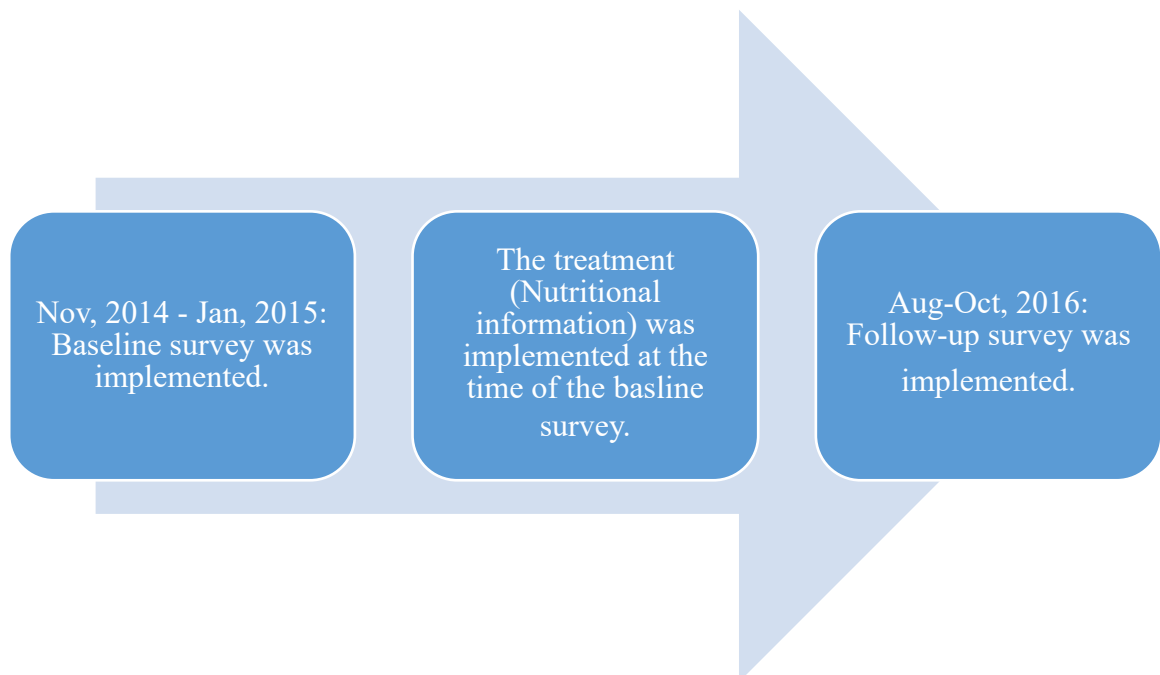 Nov, 2014 - Jan, 2015:
Baseline survey was
implemented.
The treatment
(Nutritional
information) was
implemented at the
time of the basline
survey.
Aug-Oct, 2016:
Follow-up survey was
implemented.